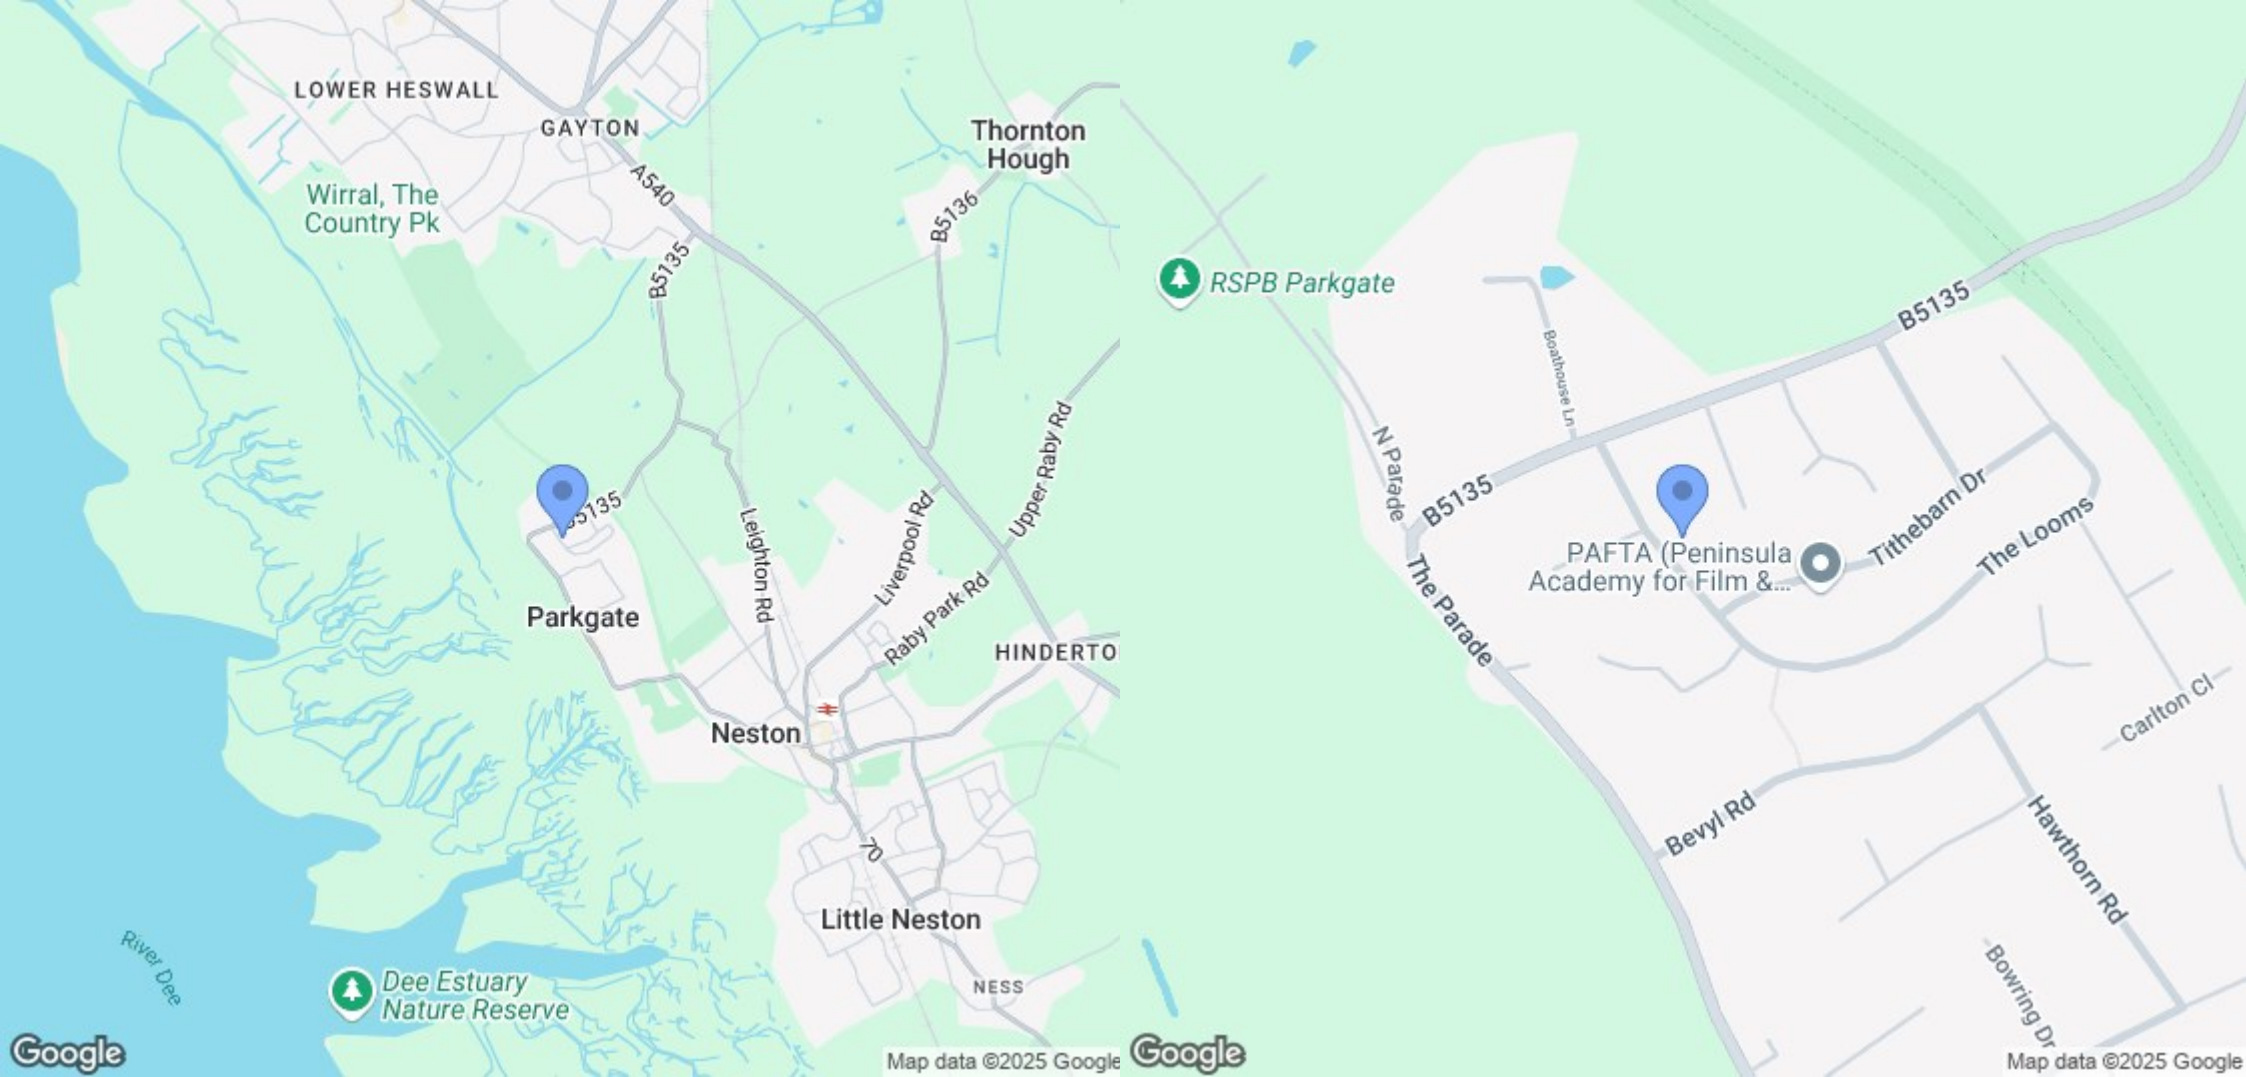 LOWER HESWALL
GAYTON
Thornton
Hough
A540
Wirral, The
Country Pk
B5136
B5135
Upper Raby Rd
B5135
Liverpool Rd
Leighton Rd
Raby Park Rd
Parkgate
HINDERTO
Neston
70
Little Neston
River Dee
Dee Estuary
Nature Reserve
NESS
Google
Map data ©2025 Google
RSPB Parkgate
B5135
Boathouse Ln
N Parade
B5135
Tithebarn Dr
The Looms
PAFTA (Peninsula
Academy for Film &...
The Parade
Carlton Cl
Bevyl Rd
Hawthorn Rd
Bowring Dr
Google
Map data ©2025 Google